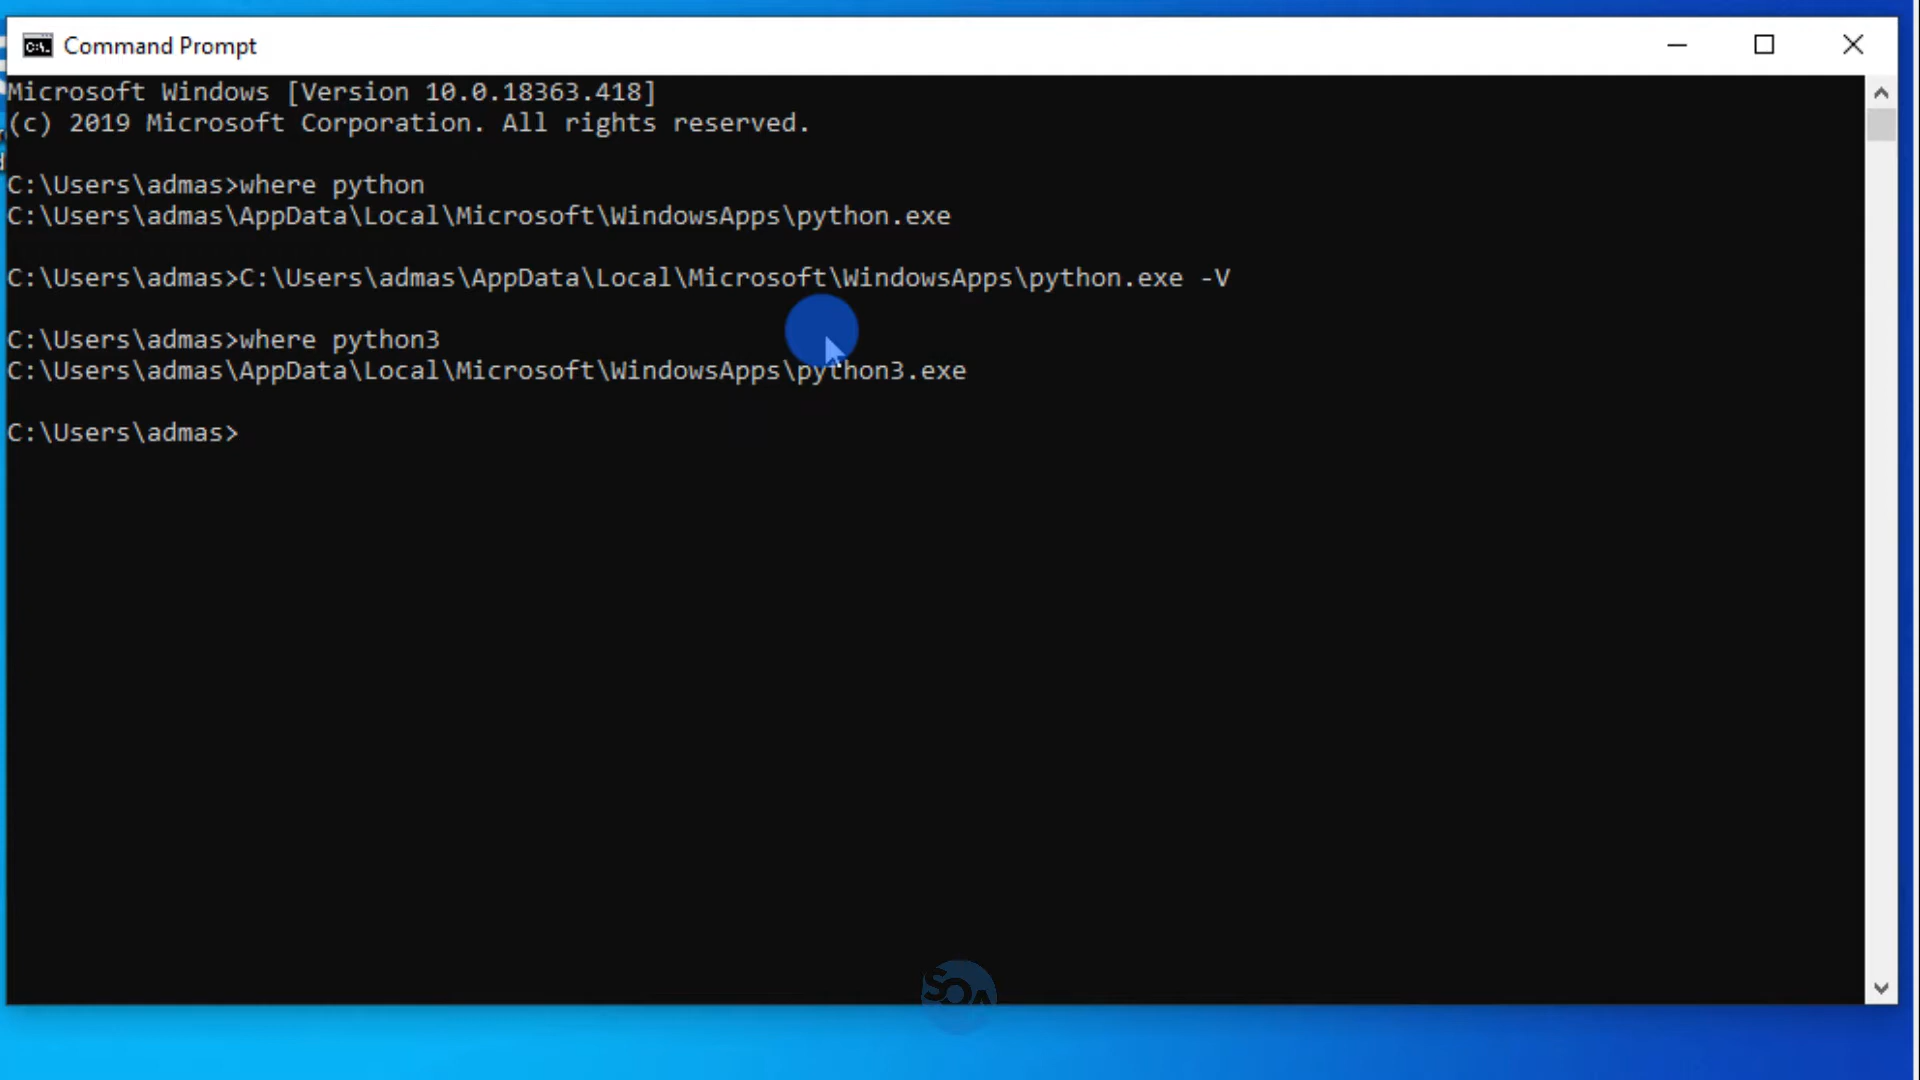 Command Prompt
Microsoft Windows [Version 10.0.18363.418]
(c) 2019 Microsoft Corporation. All rights reserved.
C:\Users\admas>where python
C:\Users\admas\AppData\Local\Microsoft\WindowsApps\python.exe
C:\Users\admas>C:\Users\admas\AppData\Local\Microsoft\WindowsApps\python.exe -V
C:\Users\admas>where python3
C:\Users\admas\AppData\Local\Microsoft\WindowsApps\python3.exe
C:\Users\admas>